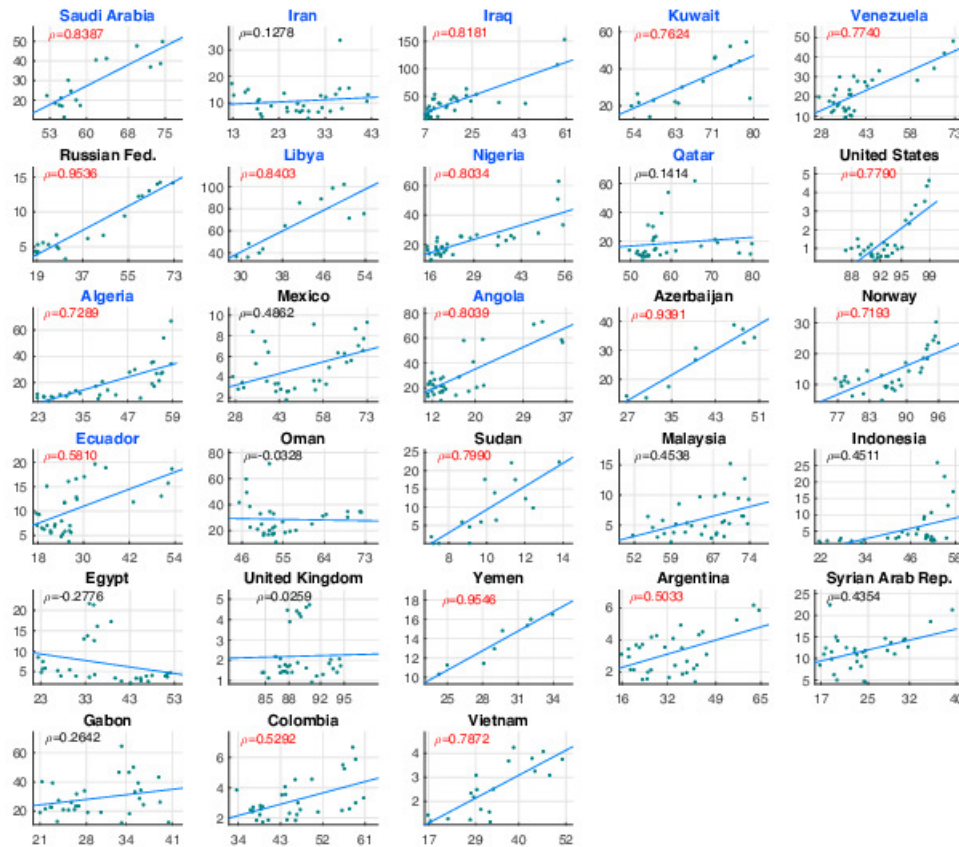 Saudi Arabia
ρ=0.8387
50
40
30
20
53 60 68 75
Iran
ρ=0.1278
30
20
10
13 20 28 36 43
Iraq
ρ=0.8181
150
100
50
7 16 25 34 43 61
Kuwait
ρ=0.7624
60
40
20
54 63 71 80
Venezuela
ρ=0.7740
50
40
30
20
10
28 43 58 73
Russian Fed.
ρ=0.9536
15
10
5
19 37 55 73
Libya
ρ=0.8403
100
80
60
40
30 38 46 54
Nigeria
ρ=0.8034
60
40
20
16 29 43 56
Qatar
ρ=0.1414
60
40
20
50 60 70 80
United States
ρ=0.7790
5
4
3
2
1
88 92 95 99
Algeria
ρ=0.7289
60
40
20
23 35 47 59
Mexico
ρ=0.4862
10
8
6
4
2
28 43 58 73
Angola
ρ=0.8039
80
60
40
20
12 20 29 37
Azerbaijan
ρ=0.9391
40
30
20
27 35 43 50
Norway
ρ=0.7193
30
20
10
77 83 90 96
Ecuador
ρ=0.5810
20
15
10
5
18 30 42 54
Oman
ρ=-0.0328
80
60
40
20
46 55 64 73
Sudan
ρ=0.7990
25
20
15
10
5
8 10 12 14
Malaysia
ρ=0.4538
15
10
5
52 59 67 74
Indonesia
ρ=0.4511
25
20
15
10
5
22 34 46 58
Egypt
ρ=-0.2776
20
15
10
5
23 33 43 53
United Kingdom
ρ=0.0259
5
4
3
2
1
85 88 92 95
Yemen
ρ=0.9546
18
16
14
12
10
24 28 31 34
Argentina
ρ=0.5033
6
4
2
16 32 49 65
Syrian Arab Rep.
ρ=0.4354
25
20
15
10
5
17 25 32 40
Gabon
ρ=0.2642
80
60
40
20
21 28 34 41
Colombia
ρ=0.5292
6
4
2
34 43 52 61
Vietnam
ρ=0.7872
4
3
2
16 28 40 52